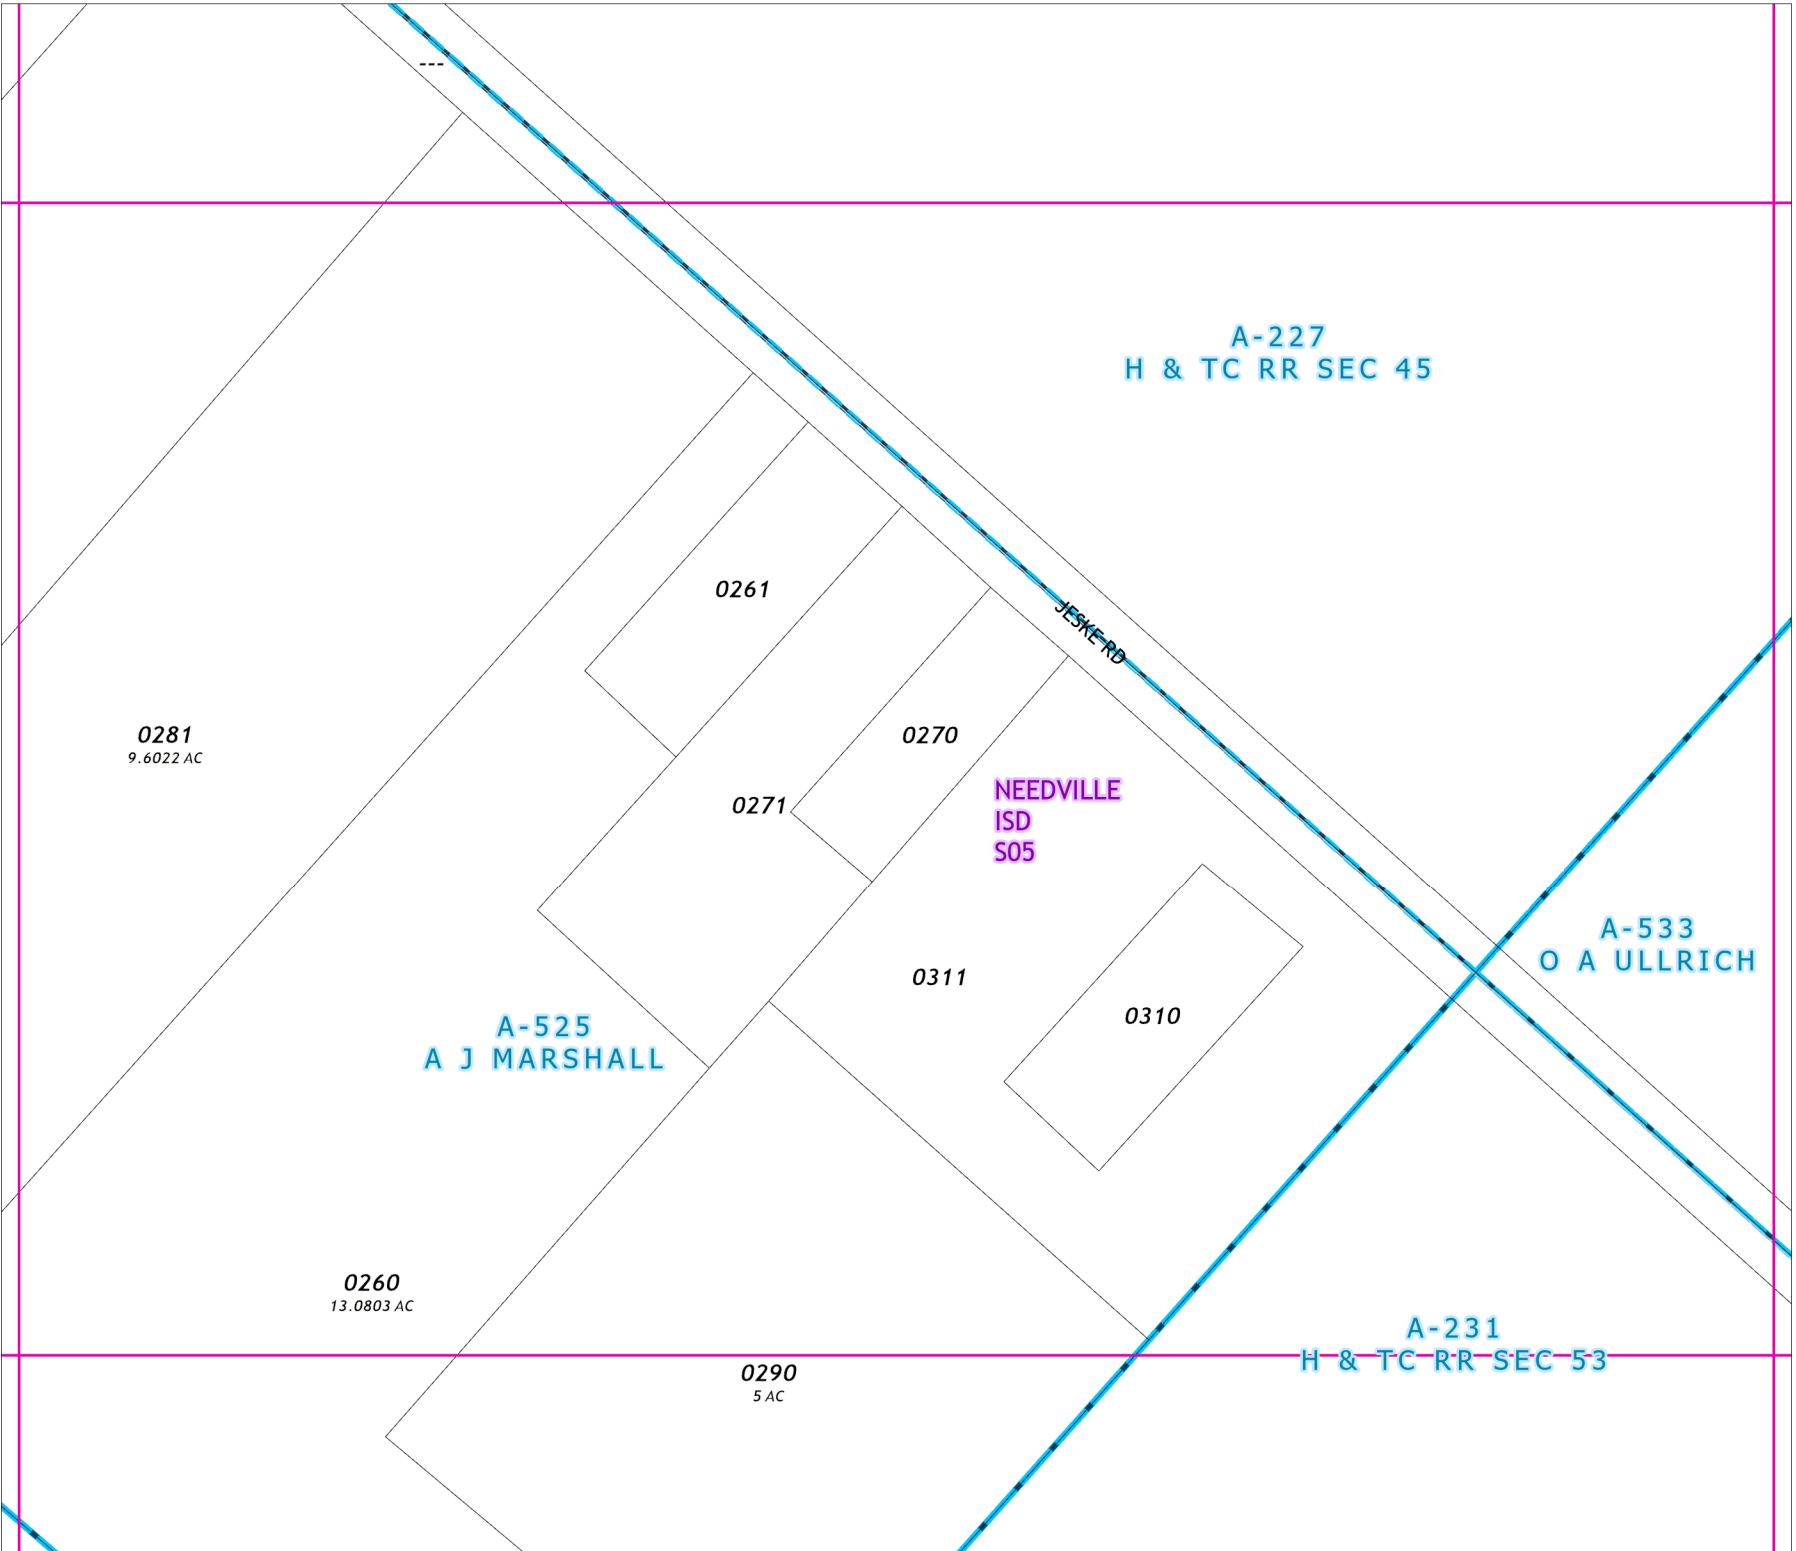 ---
A-227
H & TC RR SEC 45
0261
JESKE RD
0281
9.6022 AC
0270
NEEDVILLE
ISD
S05
0271
A-533
O A ULLRICH
0311
0310
A-525
A J MARSHALL
0260
13.0803 AC
A-231
H & TC RR SEC 53
0290
5 AC